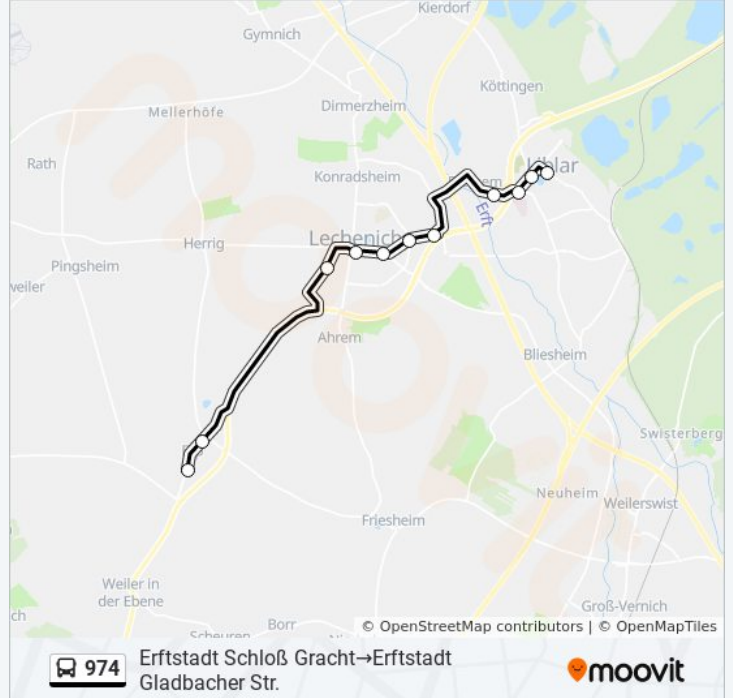 Kierdorf
Gymnich
Köttingen
Dirmerzheim
Mellerhöfe
Rath
Liblar
Konradsheim
Erft
Lechenich
Herrig
Pingsheim
weiler
Ahrem
Bliesheim
Swisterberg
Neuheim
Weilerswist
Friesheim
Weiler in
der Ebene
Groß-Vernich
Borr
Scheuren
© OpenStreetMap contributors | © OpenMapTiles
974
Erftstadt Schloß Gracht→Erftstadt
Gladbacher Str.
moovit